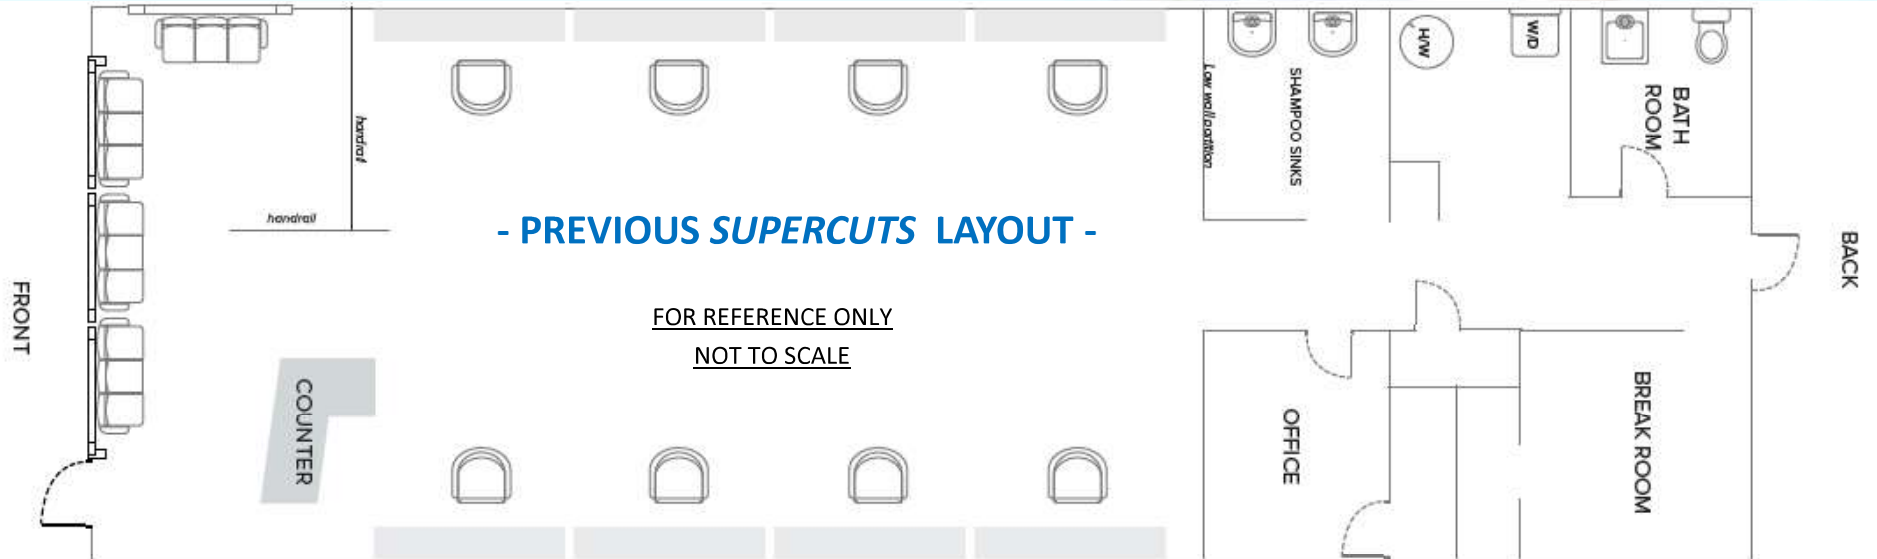 FRONT
handrail
handrail
COUNTER
- PREVIOUS SUPERCUTS LAYOUT -
FOR REFERENCE ONLY
NOT TO SCALE
Low wall partition
SHAMPOO SINKS
H/W
W/D
BATH
ROOM
OFFICE
BREAK ROOM
BACK